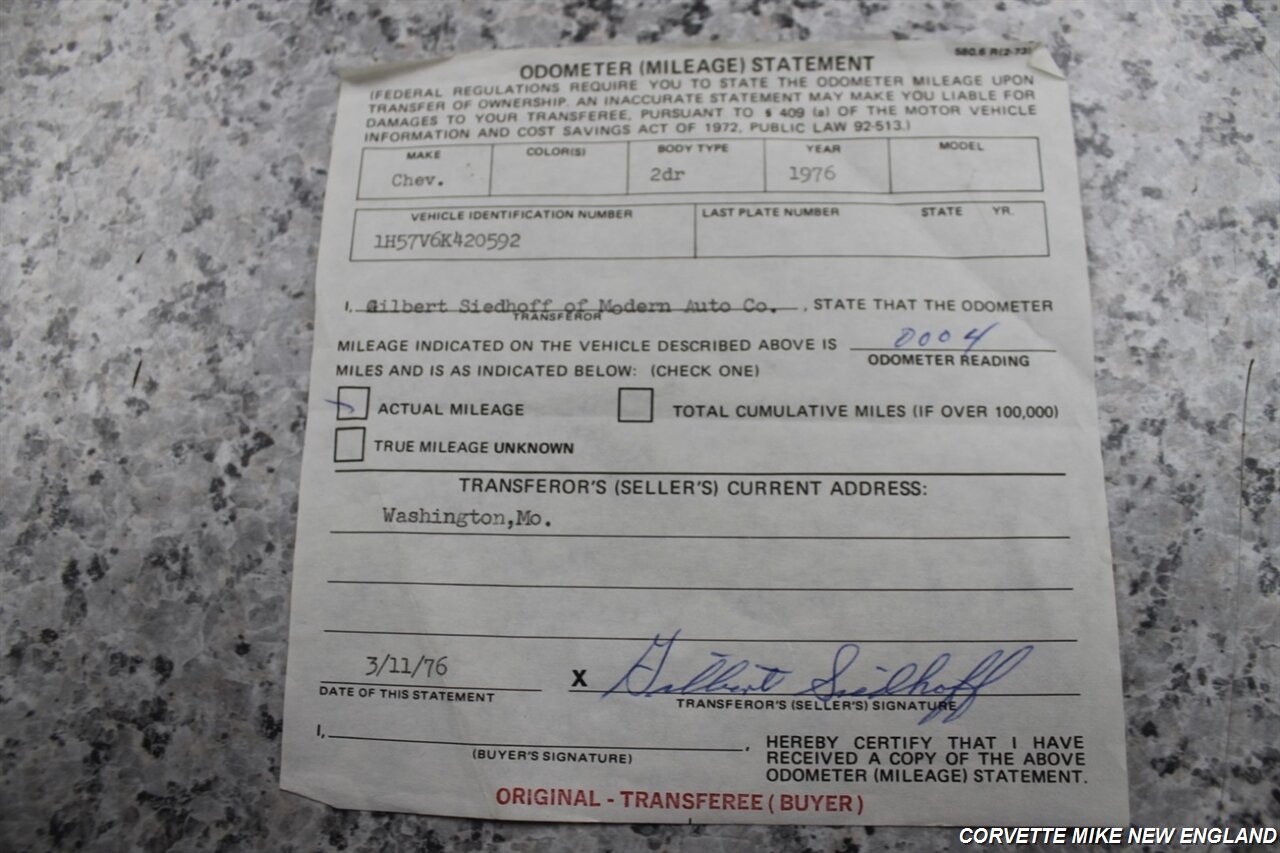 580.6 R(2-73)
ODOMETER (MILEAGE) STATEMENT
(FEDERAL REGULATIONS REQUIRE YOU TO STATE THE ODOMETER MILEAGE UPON
TRANSFER OF OWNERSHIP. AN INACCURATE STATEMENT MAY MAKE YOU LIABLE FOR
DAMAGES TO YOUR TRANSFEREE, PURSUANT TO § 409 (a) OF THE MOTOR VEHICLE
INFORMATION AND COST SAVINGS ACT OF 1972, PUBLIC LAW 92-513.)
MAKE COLOR(S) BODY TYPE YEAR MODEL
Chev. 2dr 1976
VEHICLE IDENTIFICATION NUMBER LAST PLATE NUMBER STATE YR.
1H57V6K420592
I, Gilbert Siedhoff of Modern Auto Co. , STATE THAT THE ODOMETER
TRANSFEROR
MILEAGE INDICATED ON THE VEHICLE DESCRIBED ABOVE IS 0004
ODOMETER READING
MILES AND IS AS INDICATED BELOW: (CHECK ONE)
ACTUAL MILEAGE TOTAL CUMULATIVE MILES (IF OVER 100,000)
TRUE MILEAGE UNKNOWN
TRANSFEROR'S (SELLER'S) CURRENT ADDRESS:
Washington,Mo.
3/11/76 X Gilbert Siedhoff
DATE OF THIS STATEMENT TRANSFEROR'S (SELLER'S) SIGNATURE
I, , HEREBY CERTIFY THAT I HAVE
(BUYER'S SIGNATURE) RECEIVED A COPY OF THE ABOVE
ODOMETER (MILEAGE) STATEMENT.
ORIGINAL - TRANSFEREE (BUYER)
CORVETTE MIKE NEW ENGLAND